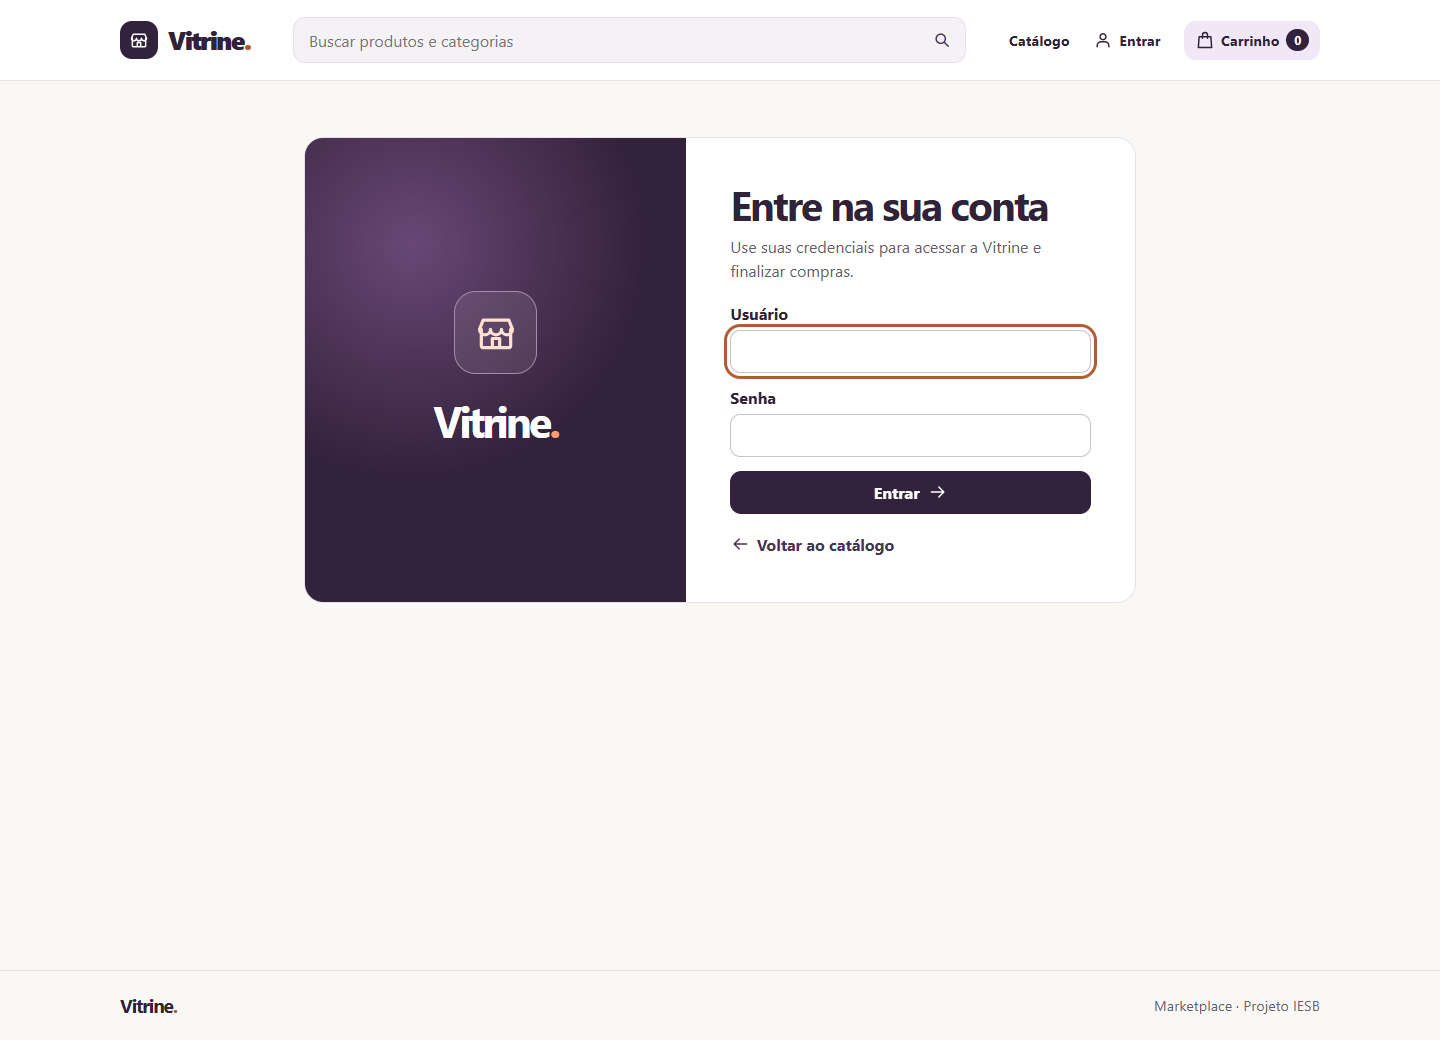 Vitrine.
Buscar produtos e categorias
Catálogo
Entrar
Carrinho 0
Vitrine.
Entre na sua conta
Use suas credenciais para acessar a Vitrine e
finalizar compras.
Usuário
Senha
Entrar →
← Voltar ao catálogo
Vitrine.
Marketplace · Projeto IESB